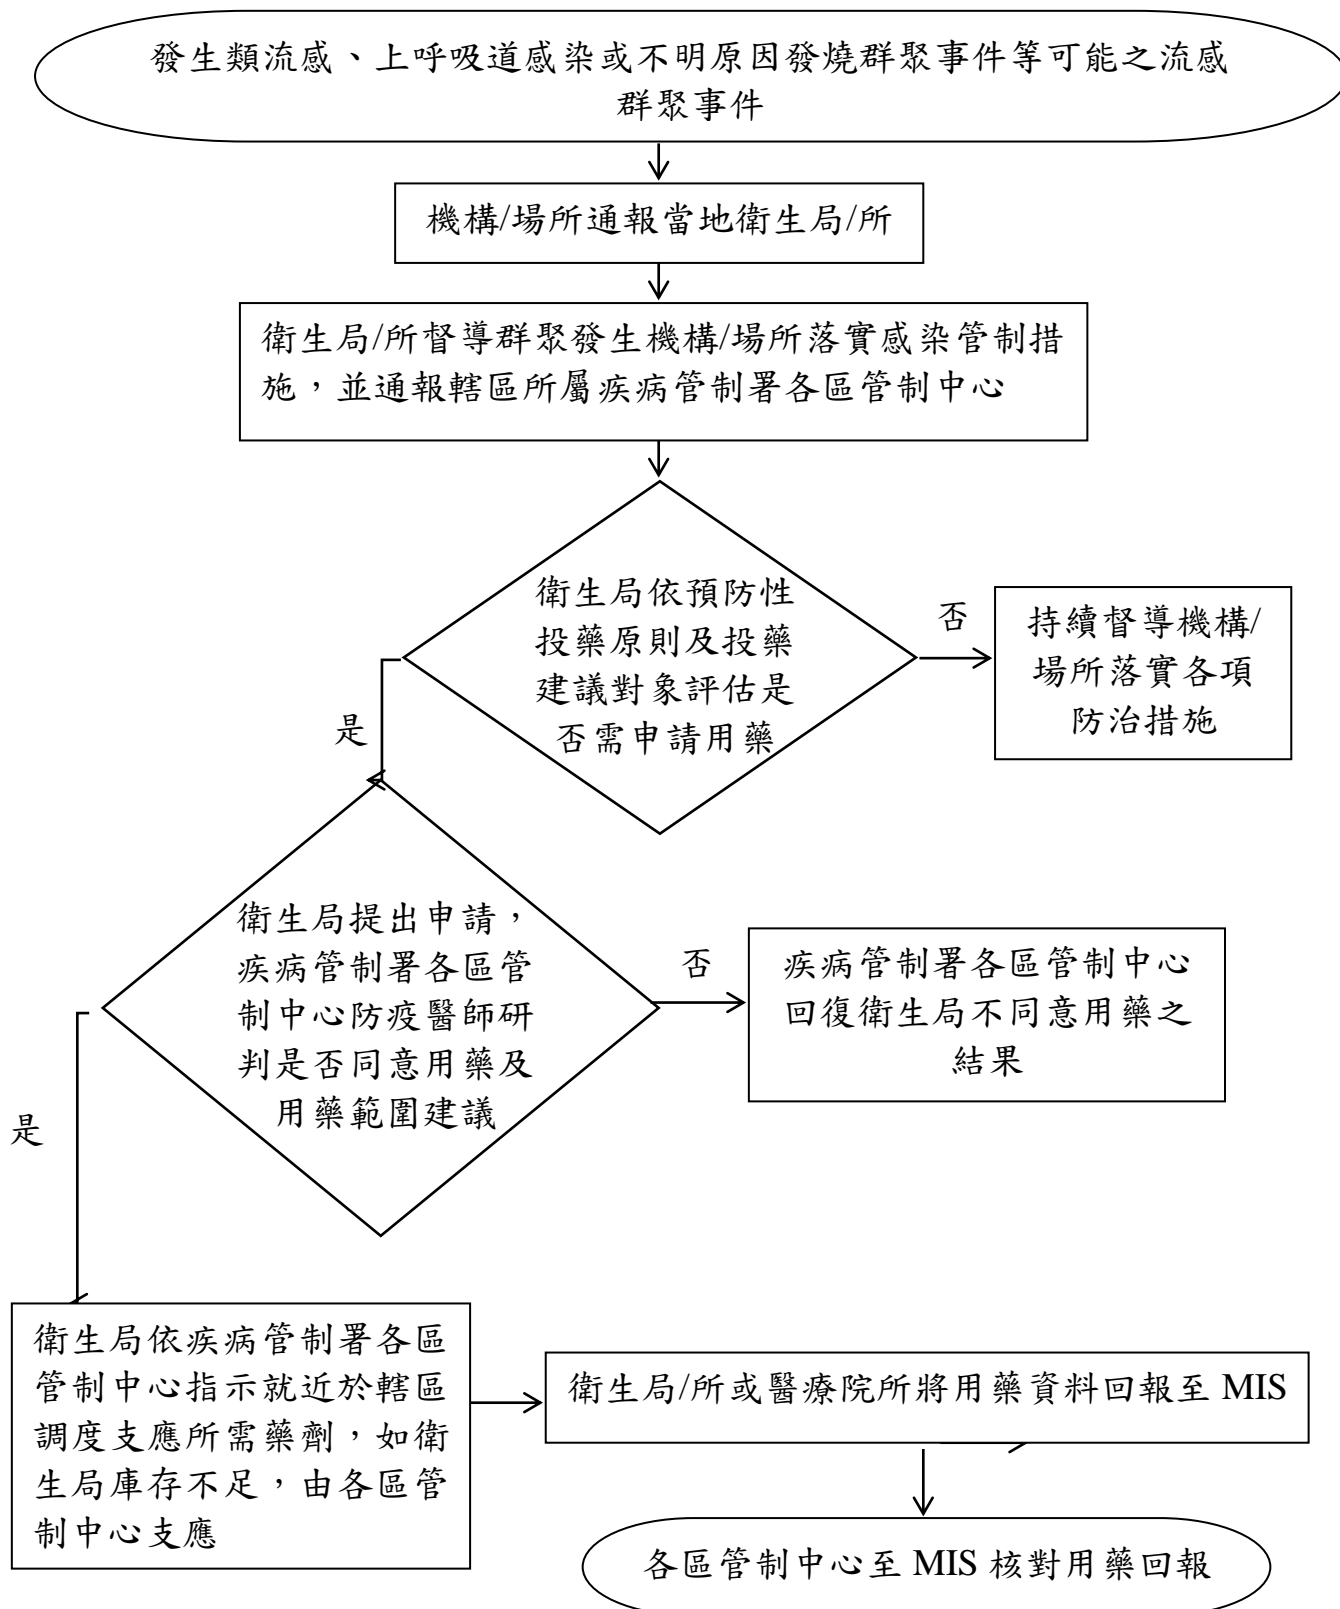 發生類流感、上呼吸道感染或不明原因發燒群聚事件等可能之流感
群聚事件
機構/場所通報當地衛生局/所
衛生局/所督導群聚發生機構/場所落實感染管制措
施，並通報轄區所屬疾病管制署各區管制中心
衛生局依預防性
投藥原則及投藥
建議對象評估是
否需申請用藥
否
持續督導機構/
場所落實各項
防治措施
是
衛生局提出申請，
疾病管制署各區管
制中心防疫醫師研
判是否同意用藥及
用藥範圍建議
否
疾病管制署各區管制中心
回復衛生局不同意用藥之
結果
是
衛生局依疾病管制署各區
管制中心指示就近於轄區
調度支應所需藥劑，如衛
生局庫存不足，由各區管
制中心支應
衛生局/所或醫療院所將用藥資料回報至 MIS
各區管制中心至 MIS 核對用藥回報